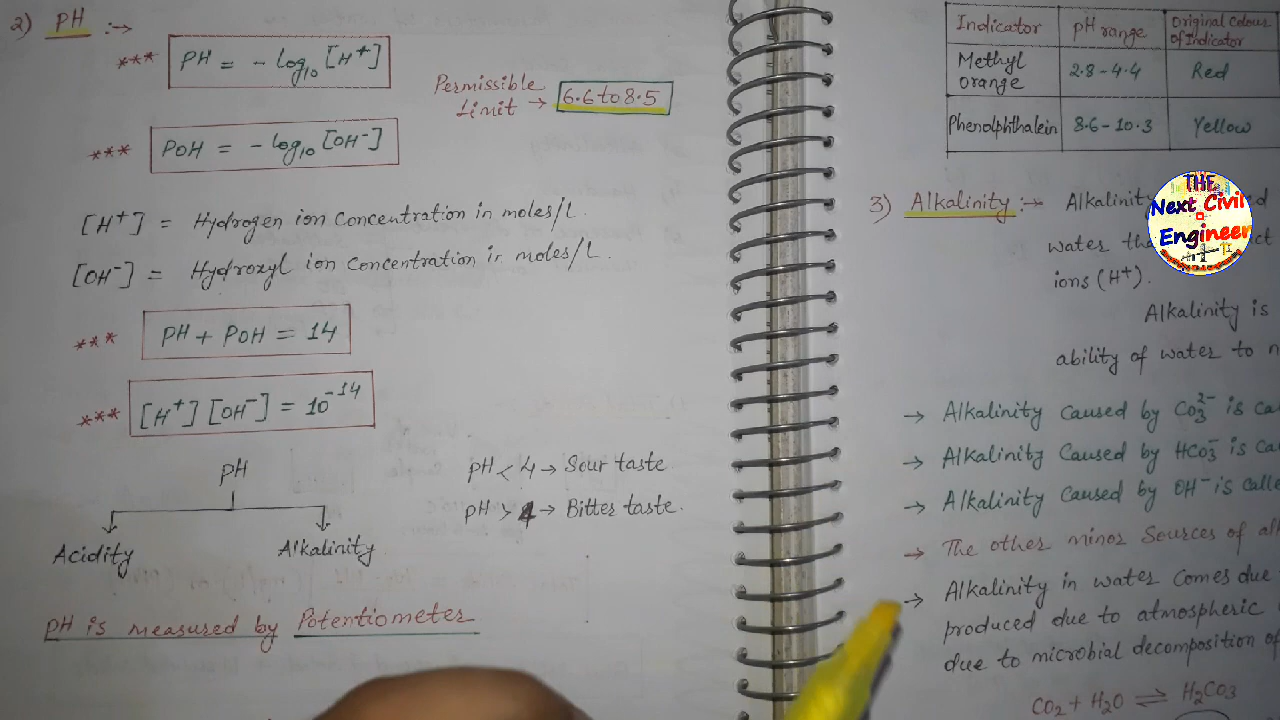 2) PH :→
*** PH = - log10 [H+]
Permissible
Limit → 6.6 to 8.5
*** POH = - log10 [OH-]
[H+] = Hydrogen ion concentration in moles/L.
[OH-] = Hydroxyl ion concentration in moles/L.
*** PH + POH = 14
*** [H+] [OH-] = 10^-14
PH
Acidity Alkalinity
pH < 4 → Sour taste
pH > 4 → Bitter taste.
PH is measured by Potentiometer
Indicator pH range Original Colour of Indicator
Methyl orange 2.8-4.4 Red
Phenolphthalein 8.6-10.3 Yellow
THE
Next Civil
Engineer
3) Alkalinity :→ Alkalinity
water
ions (H+).
Alkalinity is
ability of water to
→ Alkalinity caused by CO3^2- is
→ Alkalinity caused by HCO3^- is
→ Alkalinity caused by OH- is
→ The other minor sources of
→ Alkalinity in water comes due
produced due to atmospheric
due to microbial decomposition of
CO2 + H2O ⇌ H2CO3